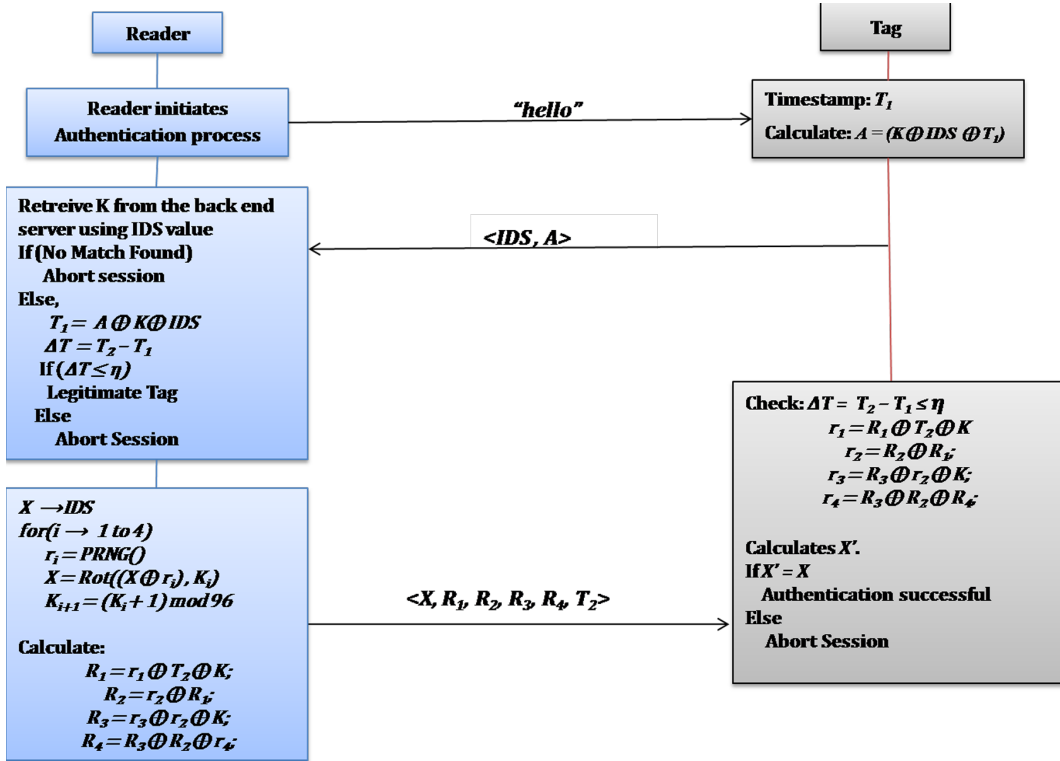 Reader
Tag
Reader initiates
Authentication process
"hello"
Timestamp: T₁
Calculate: A = (K⊕IDS ⊕T₁)
Retreive K from the back end
server using IDS value
If (No Match Found)
Abort session
Else,
T₁ = A⊕K⊕IDS
ΔT = T₂ – T₁
If (ΔT ≤ η)
Legitimate Tag
Else
Abort Session
<IDS, A>
Check: ΔT = T₂ – T₁ ≤ η
r₁ = R₁⊕T₂⊕K
r₂ = R₂⊕R₁;
r₃ = R₃⊕r₂⊕K;
r₄ = R₃⊕R₂⊕R₄;
Calculates X'.
If X' = X
Authentication successful
Else
Abort Session
X → IDS
for(i → 1 to 4)
rᵢ = PRNG()
X = Rot((X⊕rᵢ), Kᵢ)
Kᵢ₊₁ = (Kᵢ + 1) mod 96
Calculate:
R₁ = r₁⊕T₂⊕K;
R₂ = r₂⊕R₁;
R₃ = r₃⊕r₂⊕K;
R₄ = R₃⊕R₂⊕r₄;
<X, R₁, R₂, R₃, R₄, T₂>